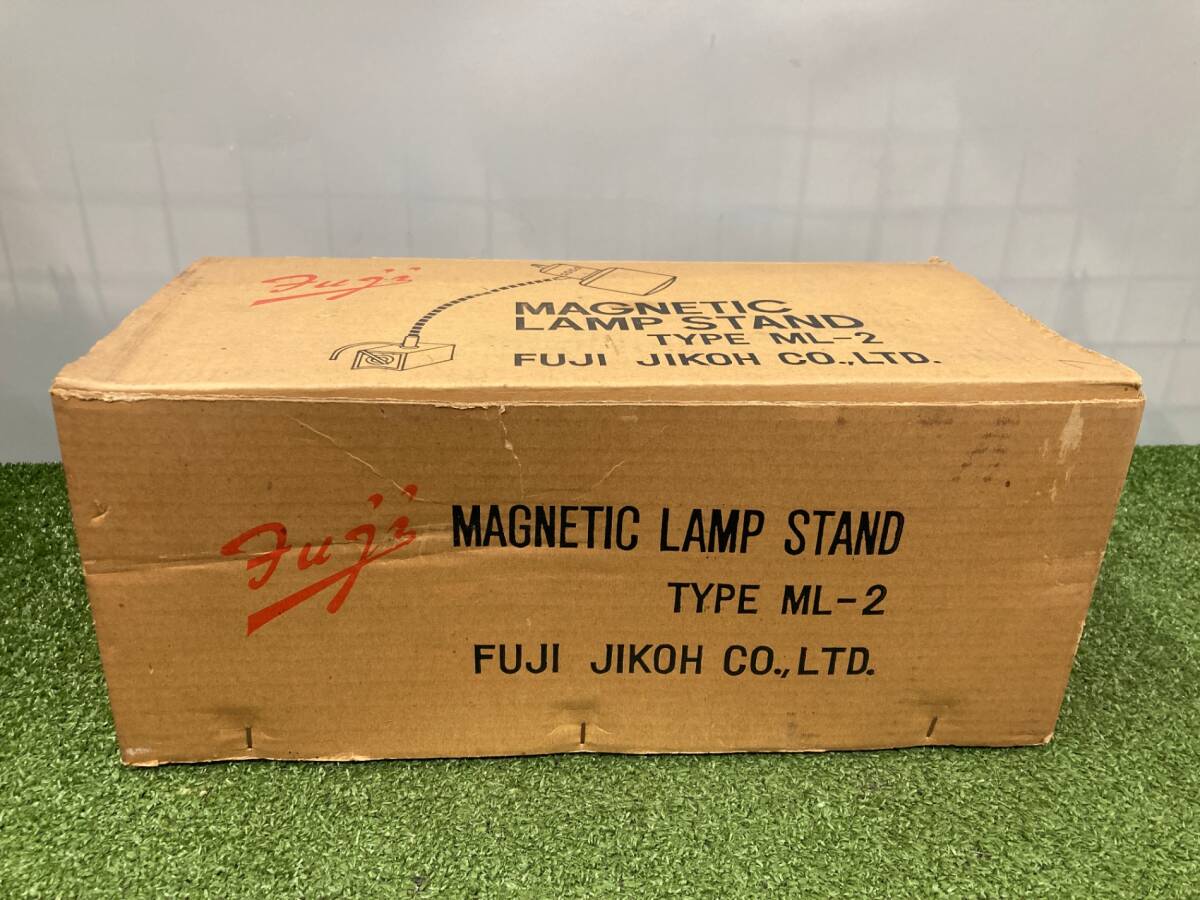 Fuji
MAGNETIC
LAMP STAND
TYPE ML-2
FUJI JIKOH CO.,LTD.
Fuji
MAGNETIC LAMP STAND
TYPE ML-2
FUJI JIKOH CO.,LTD.